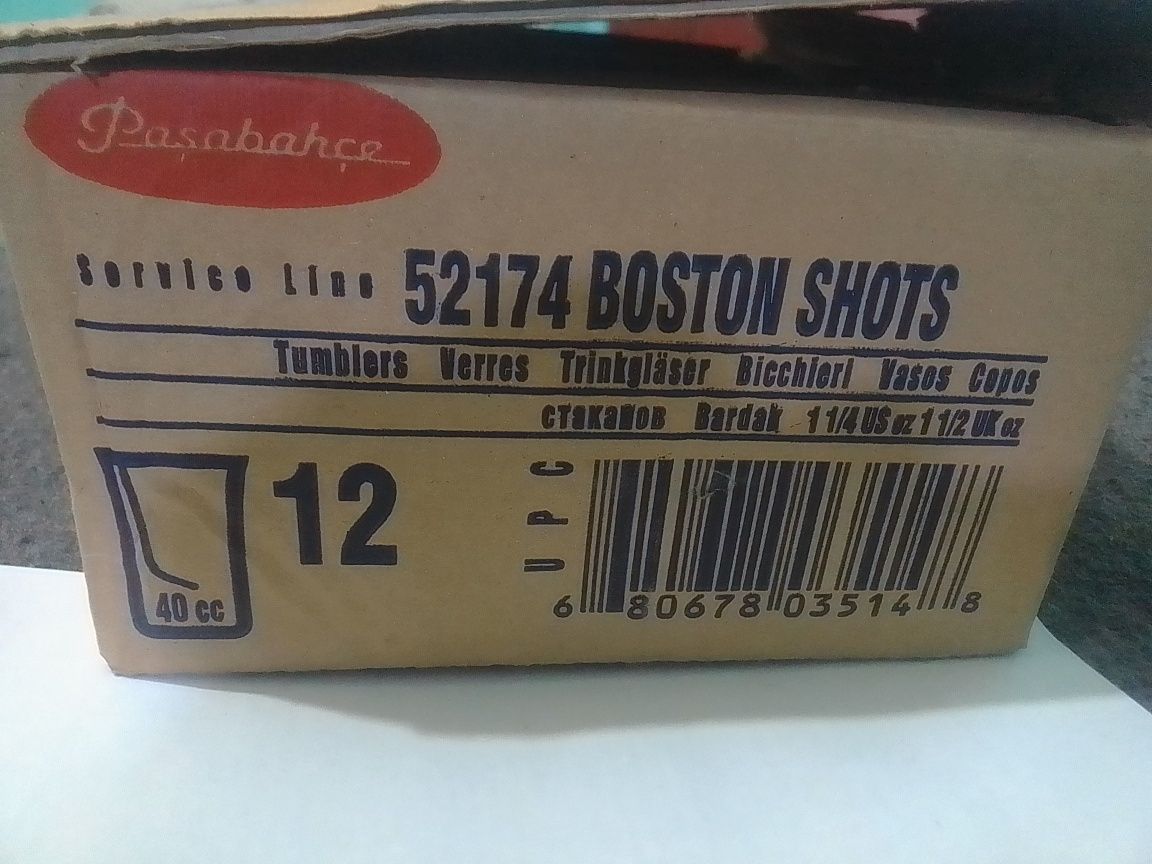 Paşabahçe
Service Line 52174 BOSTON SHOTS
Tumblers Verres Trinkgläser Bicchieri Vasos Copos
стаканов Bardak 1 1/4 US oz 1 1/2 UK oz
12
40 cc
UPC
6 80678 03514 8